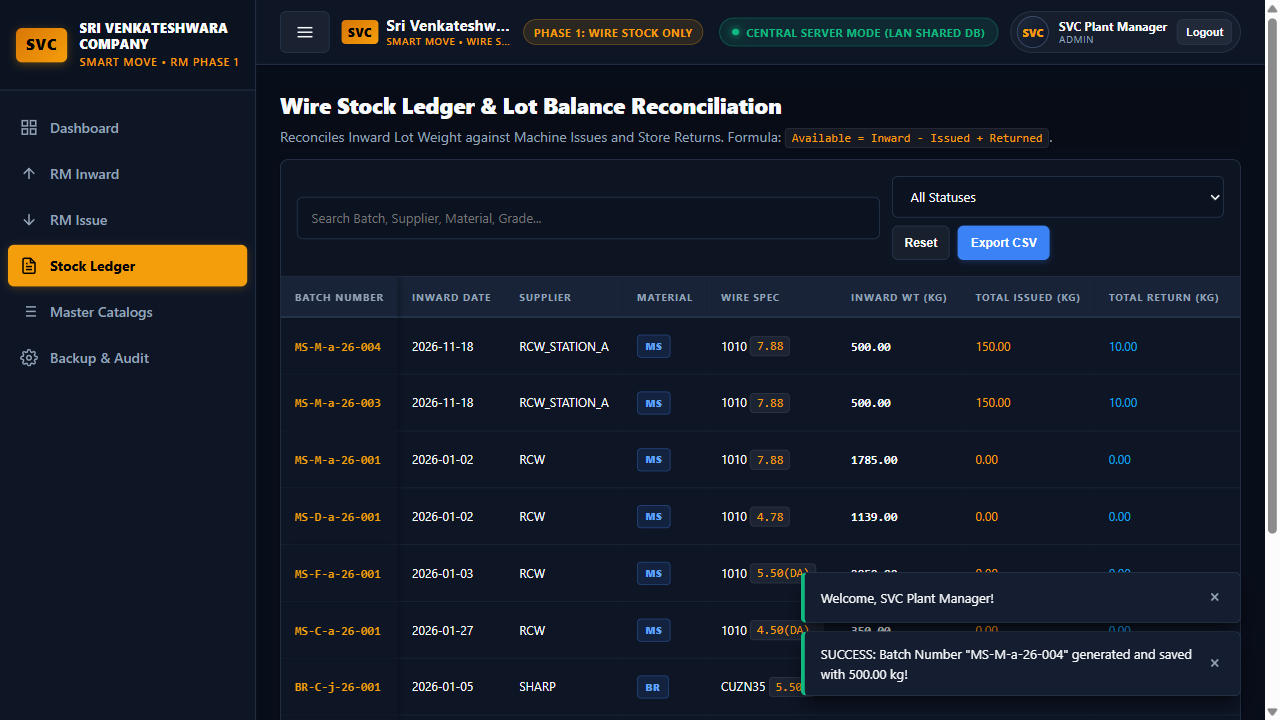 SVC
SRI VENKATESHWARA
COMPANY
SMART MOVE • RM PHASE 1
Dashboard
RM Inward
RM Issue
Stock Ledger
Master Catalogs
Backup & Audit
SVC
Sri Venkateshw...
SMART MOVE • WIRE S...
PHASE 1: WIRE STOCK ONLY
CENTRAL SERVER MODE (LAN SHARED DB)
SVC
SVC Plant Manager
ADMIN
Logout
Wire Stock Ledger & Lot Balance Reconciliation
Reconciles Inward Lot Weight against Machine Issues and Store Returns. Formula: Available = Inward - Issued + Returned.
Search Batch, Supplier, Material, Grade...
All Statuses
Reset
Export CSV
BATCH NUMBER INWARD DATE SUPPLIER MATERIAL WIRE SPEC INWARD WT (KG) TOTAL ISSUED (KG) TOTAL RETURN (KG)
MS-M-a-26-004 2026-11-18 RCW_STATION_A MS 1010 7.88 500.00 150.00 10.00
MS-M-a-26-003 2026-11-18 RCW_STATION_A MS 1010 7.88 500.00 150.00 10.00
MS-M-a-26-001 2026-01-02 RCW MS 1010 7.88 1785.00 0.00 0.00
MS-D-a-26-001 2026-01-02 RCW MS 1010 4.78 1139.00 0.00 0.00
MS-F-a-26-001 2026-01-03 RCW MS 1010 5.50(DA)
MS-C-a-26-001 2026-01-27 RCW MS 1010 4.50(DA) 350.00 0.00 0.00
BR-C-j-26-001 2026-01-05 SHARP BR CUZN35 5.50
Welcome, SVC Plant Manager!
SUCCESS: Batch Number "MS-M-a-26-004" generated and saved
with 500.00 kg!